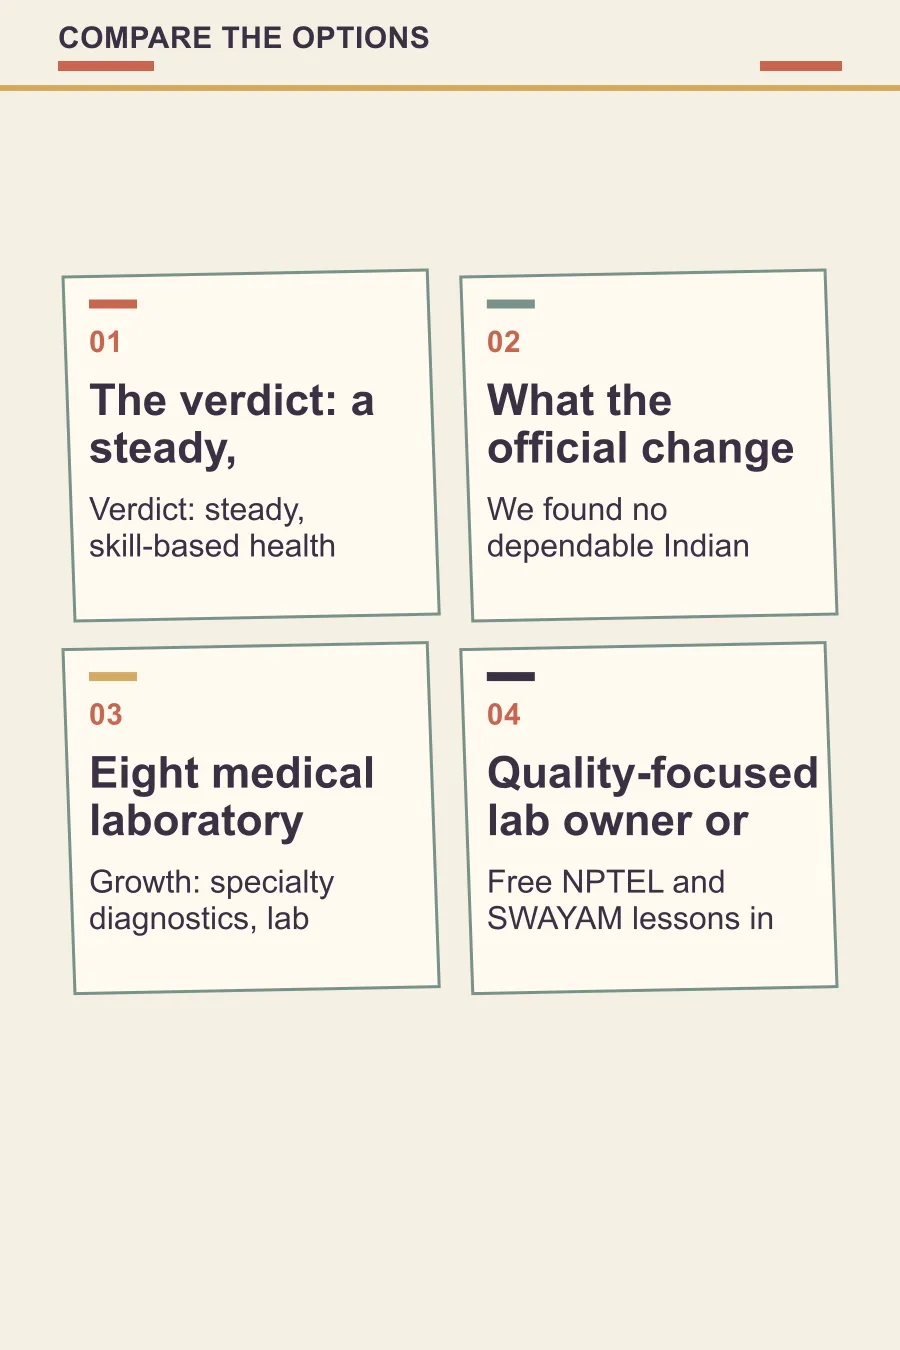 COMPARE THE OPTIONS
01
The verdict: a
steady,
Verdict: steady,
skill-based health
02
What the
official change
We found no
dependable Indian
03
Eight medical
laboratory
Growth: specialty
diagnostics, lab
04
Quality-focused
lab owner or
Free NPTEL and
SWAYAM lessons in